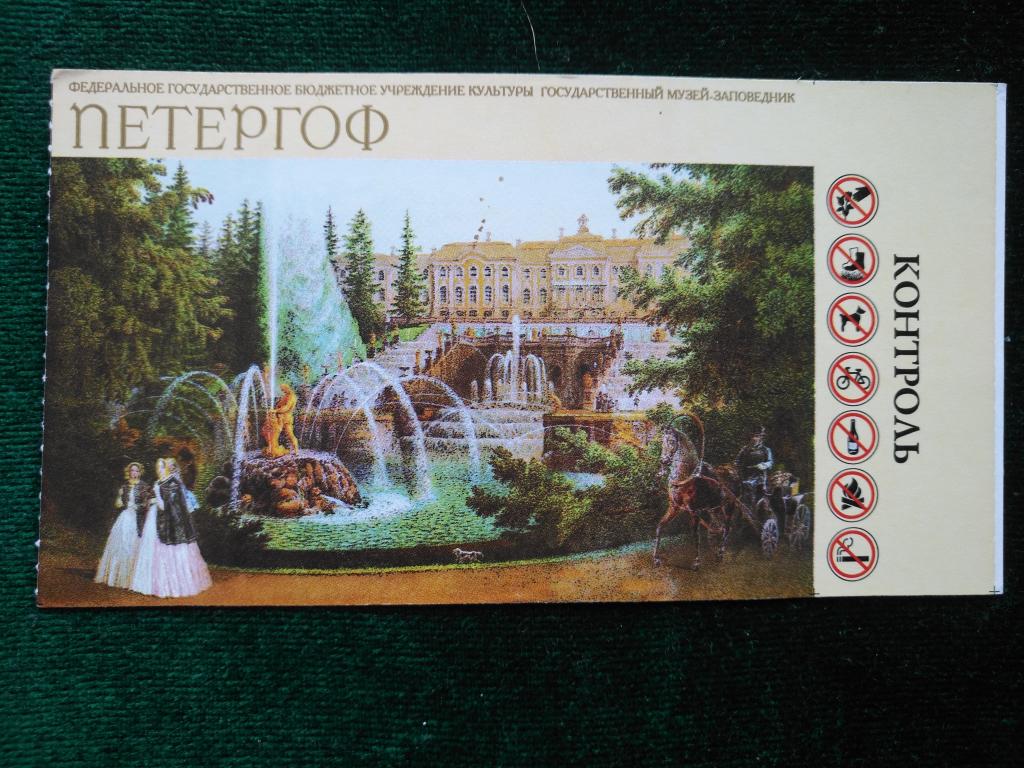 ФЕДЕРАЛЬНОЕ ГОСУДАРСТВЕННОЕ БЮДЖЕТНОЕ УЧРЕЖДЕНИЕ КУЛЬТУРЫ ГОСУДАРСТВЕННЫЙ МУЗЕЙ-ЗАПОВЕДНИК
ПЕТЕРГОФ
КОНТРОЛЬ